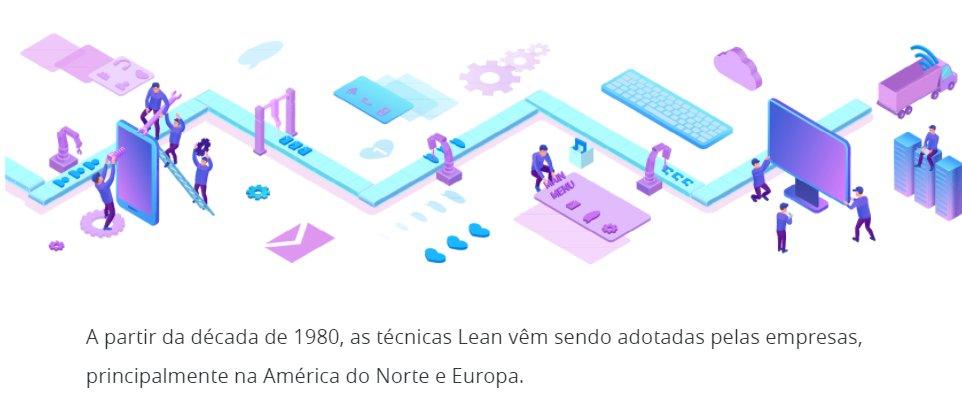 MAIN
MENU
A partir da década de 1980, as técnicas Lean vêm sendo adotadas pelas empresas,
principalmente na América do Norte e Europa.